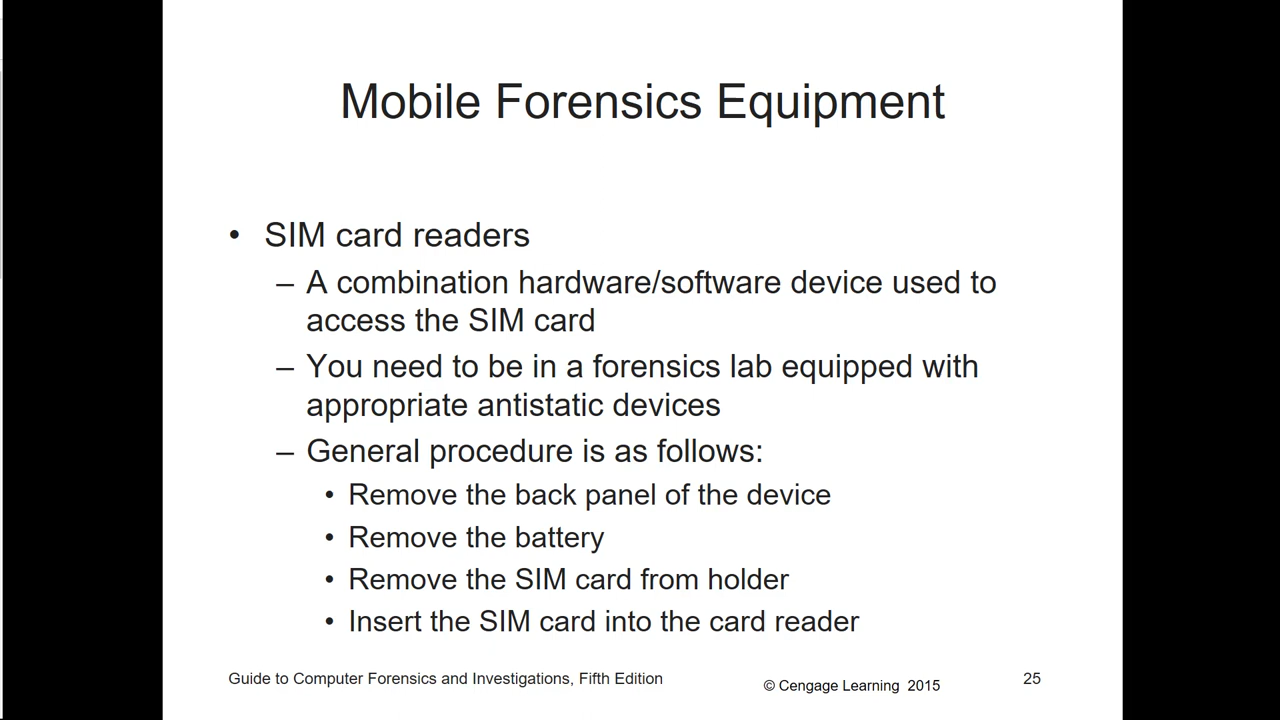 Mobile Forensics Equipment
• SIM card readers
– A combination hardware/software device used to
access the SIM card
– You need to be in a forensics lab equipped with
appropriate antistatic devices
– General procedure is as follows:
• Remove the back panel of the device
• Remove the battery
• Remove the SIM card from holder
• Insert the SIM card into the card reader
Guide to Computer Forensics and Investigations, Fifth Edition
© Cengage Learning 2015
25